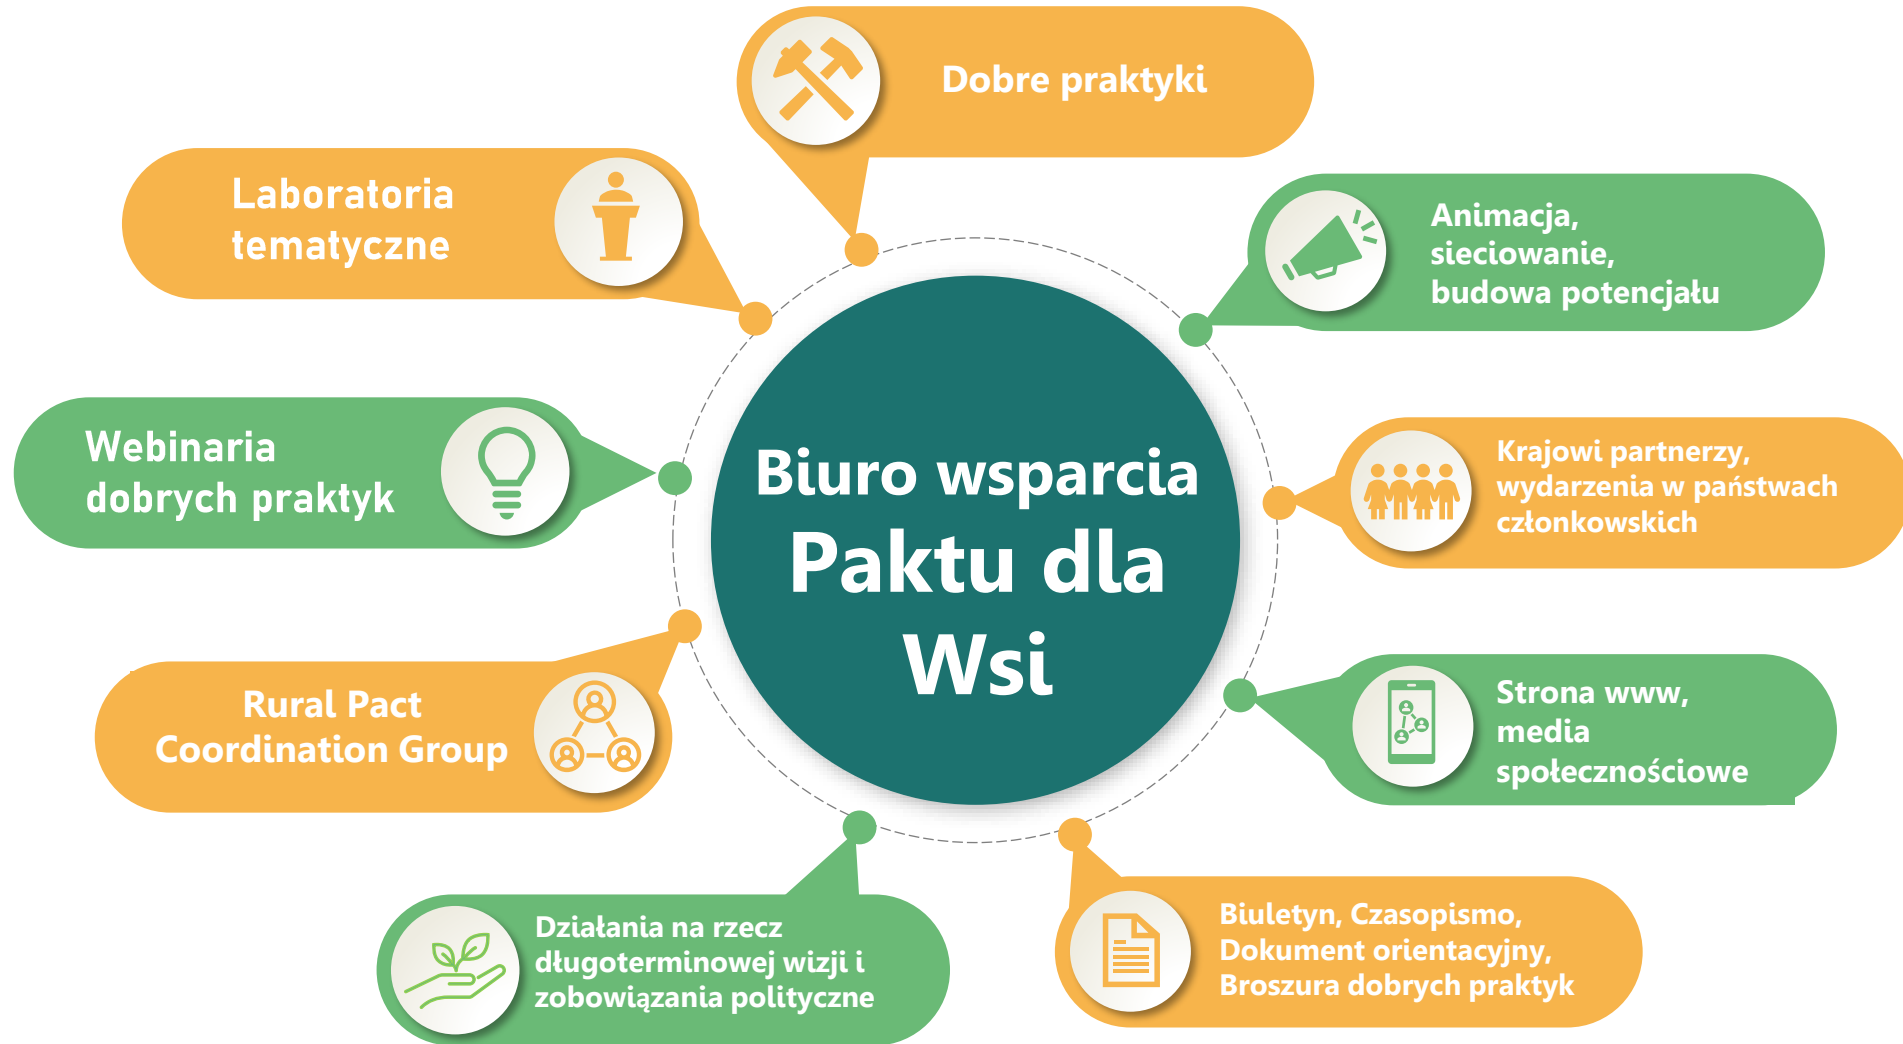 Dobre praktyki
Laboratoria
tematyczne
Animacja,
sieciowanie,
budowa potencjału
Webinaria
dobrych praktyk
Biuro wsparcia
Paktu dla
Wsi
Krajowi partnerzy,
wydarzenia w państwach
członkowskich
Rural Pact
Coordination Group
Strona www,
media
społecznościowe
Działania na rzecz
długoterminowej wizji i
zobowiązania polityczne
Biuletyn, Czasopismo,
Dokument orientacyjny,
Broszura dobrych praktyk